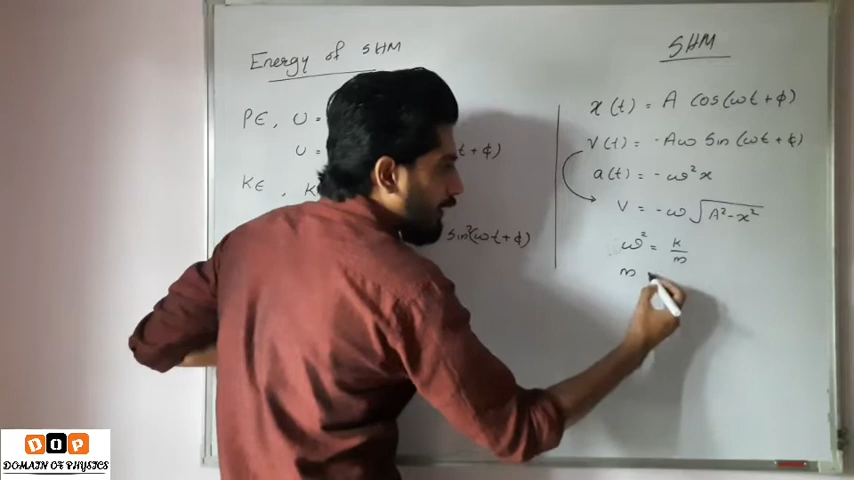 Energy of SHM
PE, U =
U = t + φ)
KE, K
sin²(ωt+φ)
SHM
x(t) = A cos(ωt+φ)
v(t) = -Aω sin(ωt+φ)
a(t) = -ω²x
V = -ω√A²-x²
ω² = k/m
m
DOP
DOMAIN OF PHYSICS